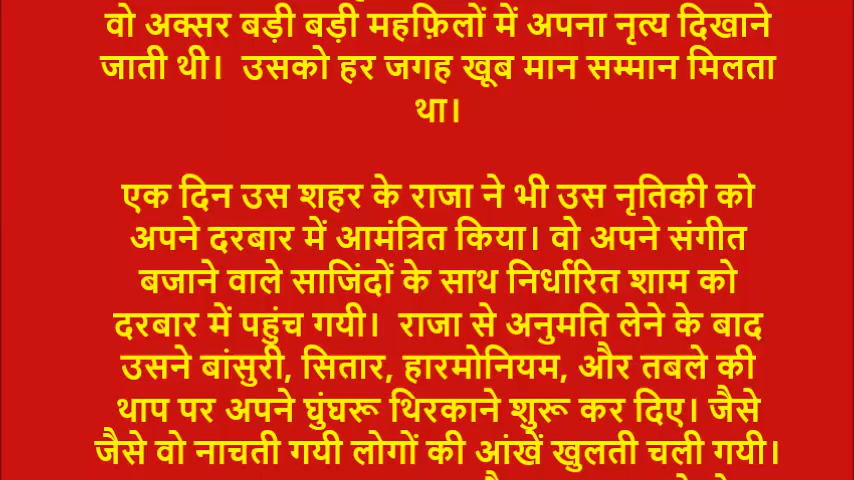 वो अक्सर बड़ी बड़ी महफ़िलों में अपना नृत्य दिखाने
जाती थी। उसको हर जगह खूब मान सम्मान मिलता
था।
एक दिन उस शहर के राजा ने भी उस नृतिकी को
अपने दरबार में आमंत्रित किया। वो अपने संगीत
बजाने वाले साजिंदों के साथ निर्धारित शाम को
दरबार में पहुंच गयी। राजा से अनुमति लेने के बाद
उसने बांसुरी, सितार, हारमोनियम, और तबले की
थाप पर अपने घुंघरू थिरकाने शुरू कर दिए। जैसे
जैसे वो नाचती गयी लोगों की आंखें खुलती चली गयी।